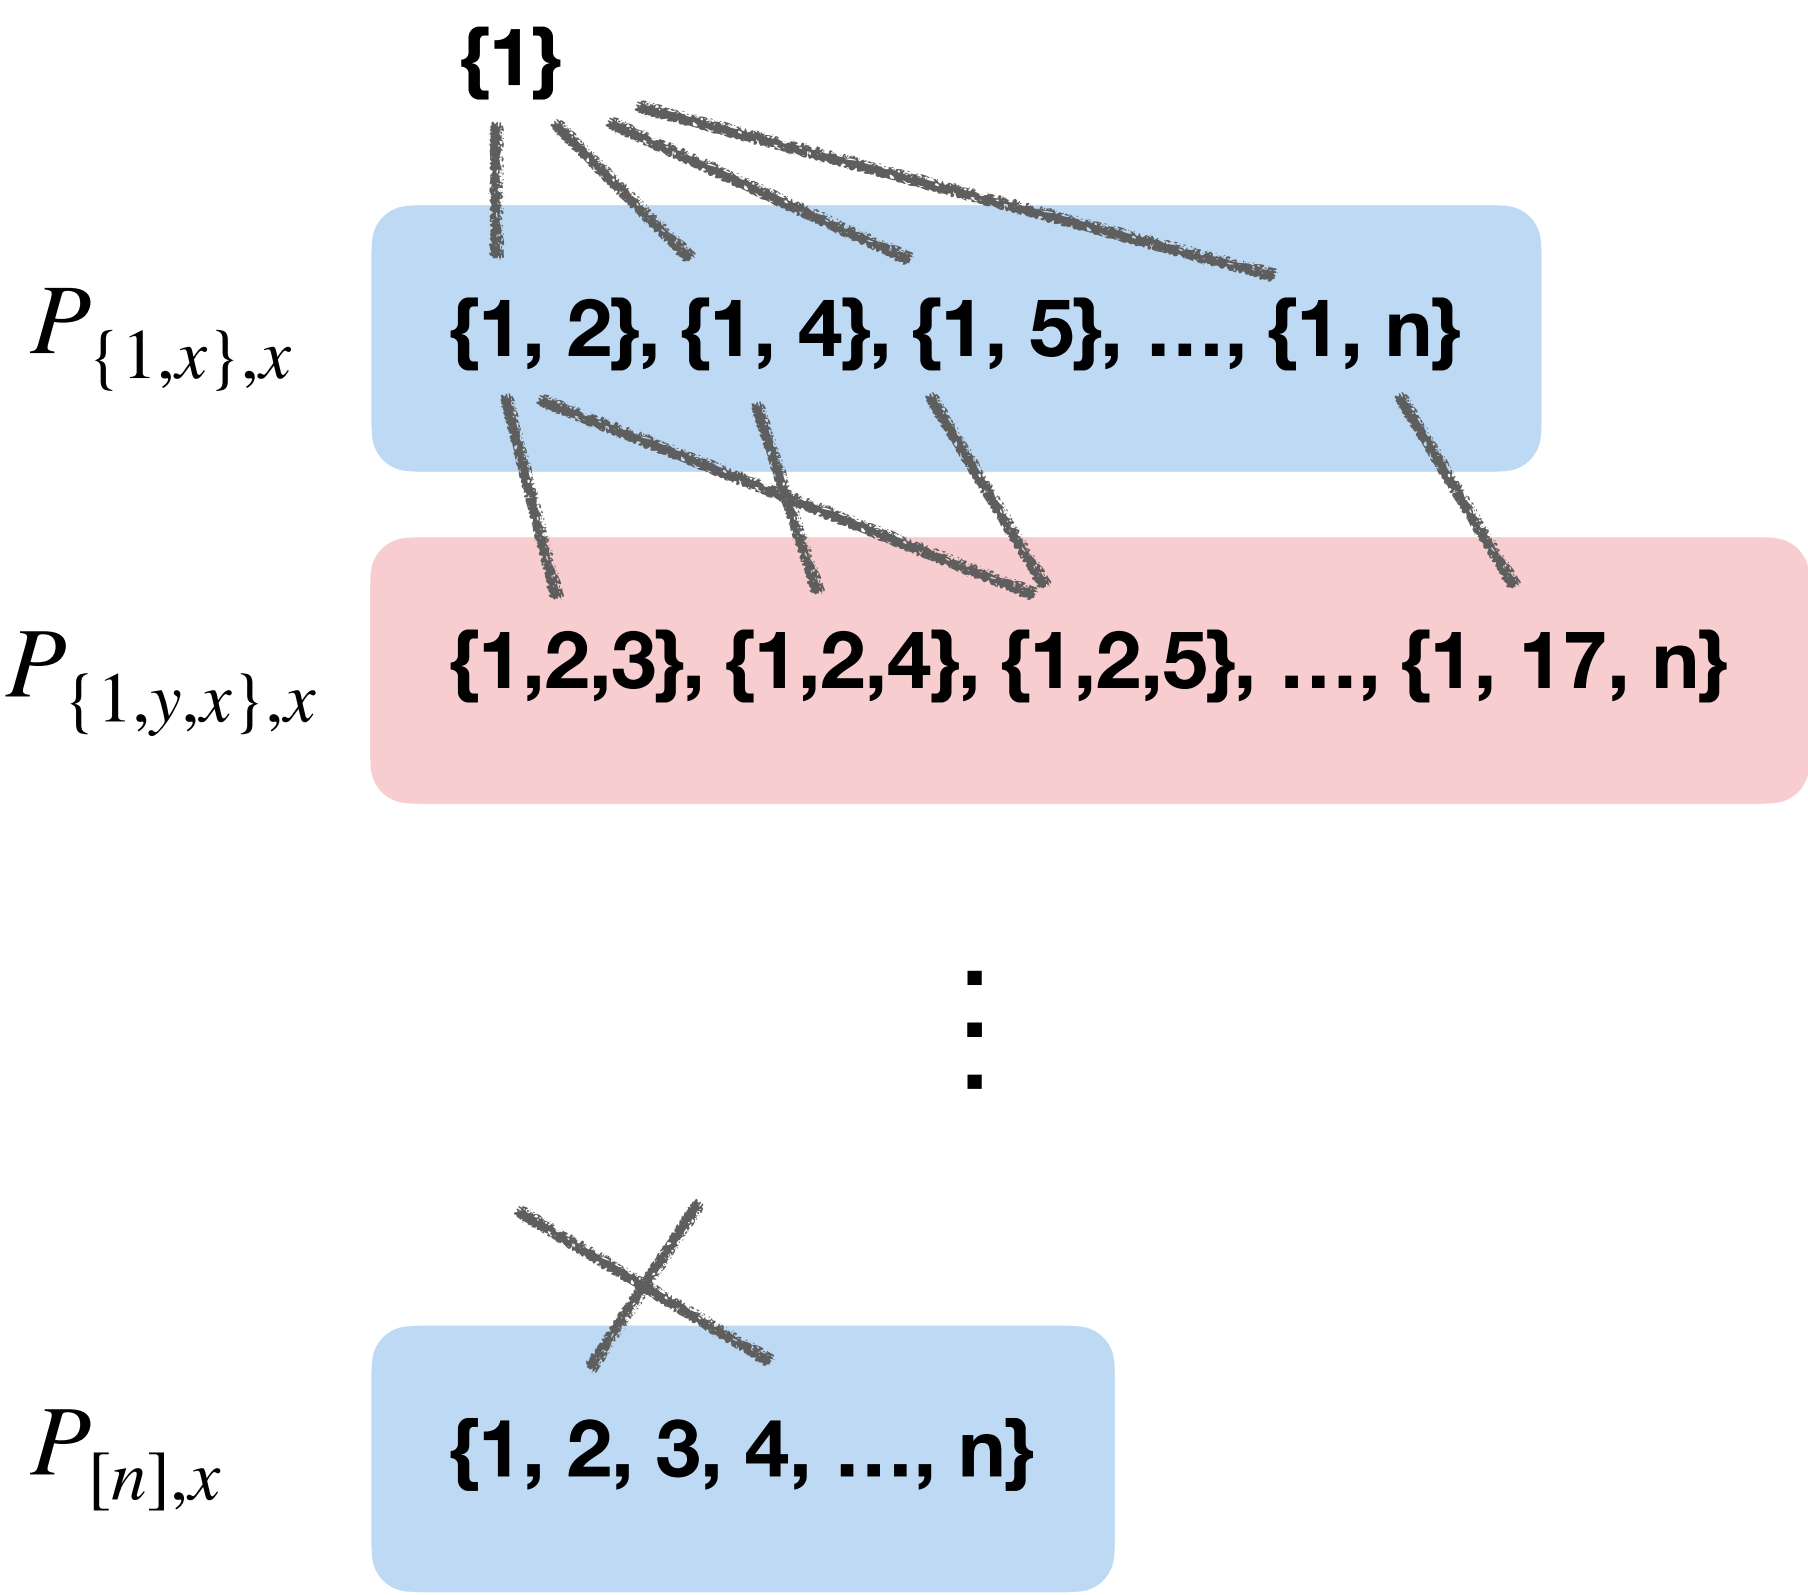 {1}
P_{{1,x},x} {1, 2}, {1, 4}, {1, 5}, ..., {1, n}
P_{{1,y,x},x} {1,2,3}, {1,2,4}, {1,2,5}, ..., {1, 17, n}
⋮
P_{[n],x} {1, 2, 3, 4, ..., n}